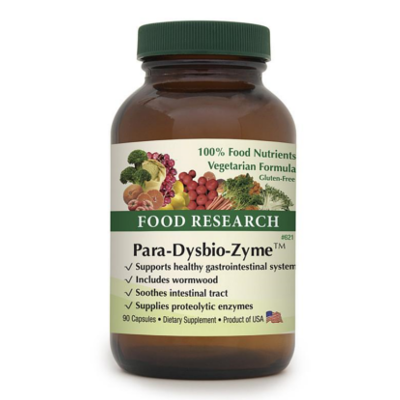 100% Food Nutrients
Vegetarian Formula
Gluten-Free
FOOD RESEARCH
#621
Para-Dysbio-Zyme™
✓ Supports healthy gastrointestinal system
✓ Includes wormwood
✓ Soothes intestinal tract
✓ Supplies proteolytic enzymes
90 Capsules • Dietary Supplement • Product of USA